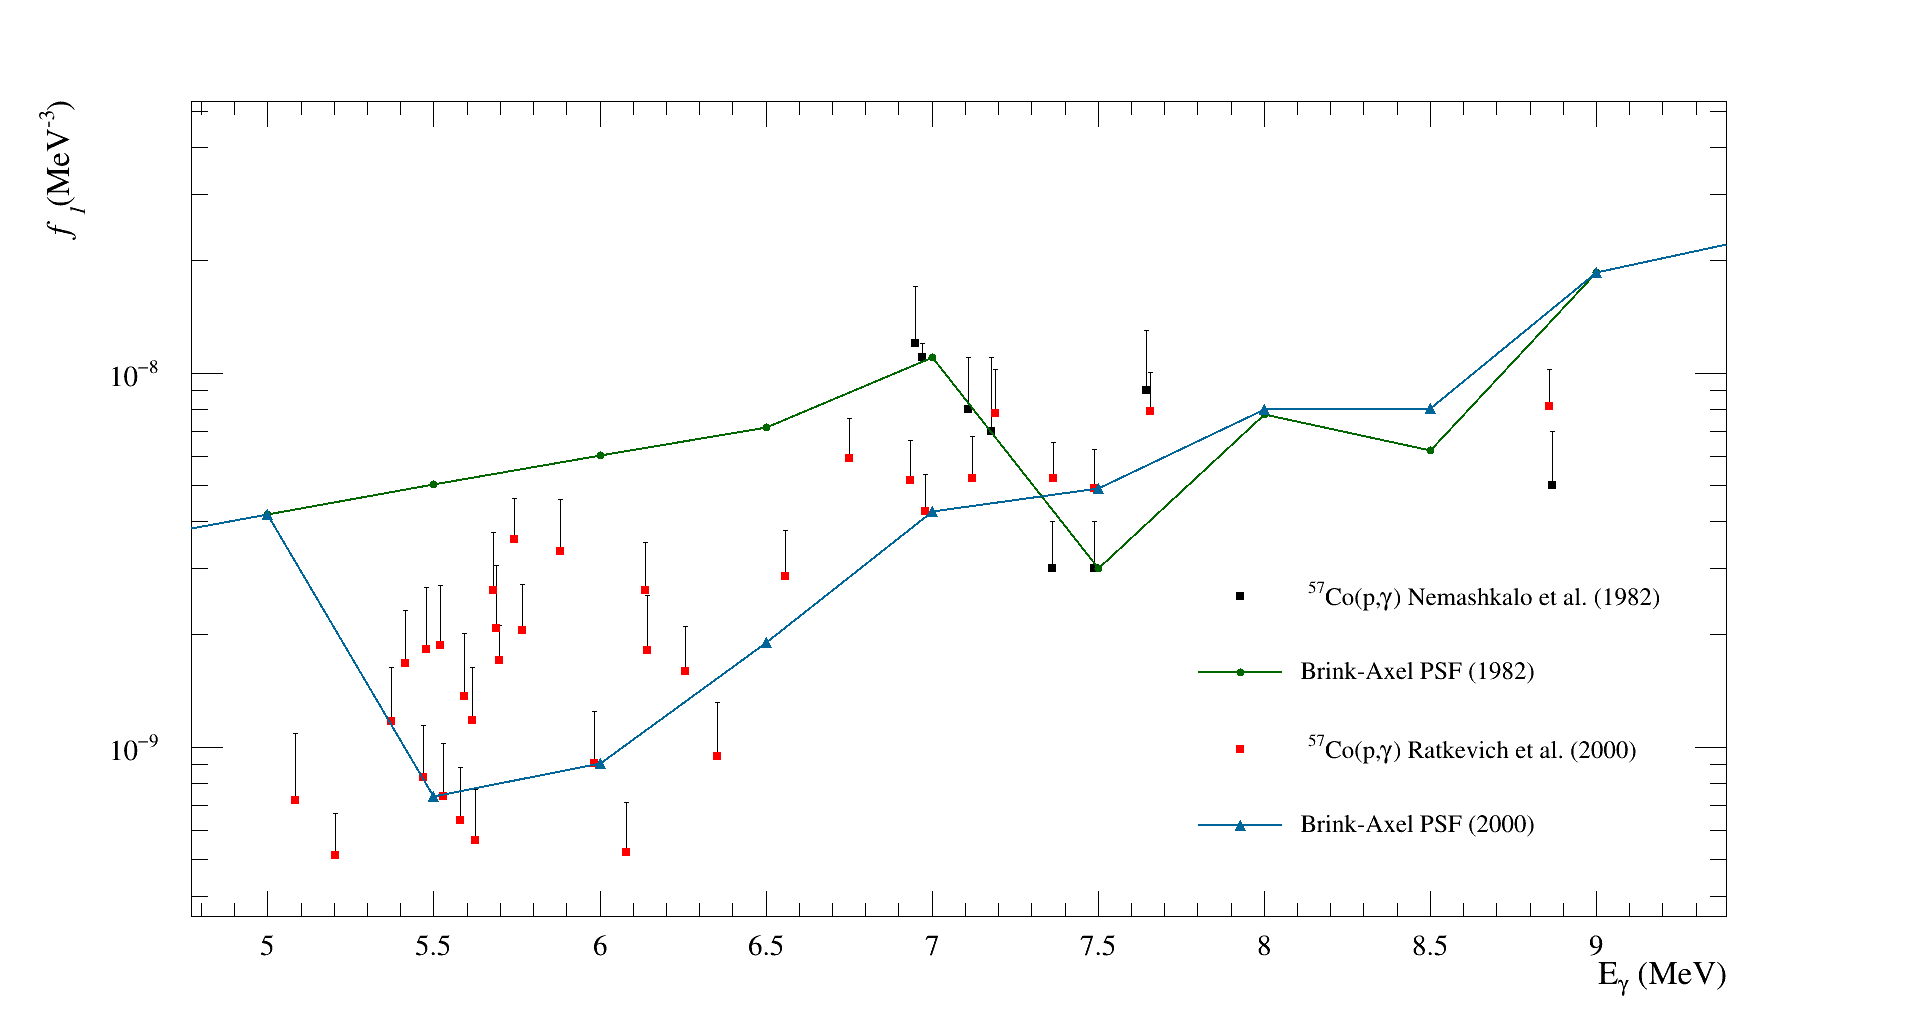 f₁(MeV⁻³)
10⁻⁸
10⁻⁹
⁵⁷Co(p,γ) Nemashkalo et al. (1982)
Brink-Axel PSF (1982)
⁵⁷Co(p,γ) Ratkevich et al. (2000)
Brink-Axel PSF (2000)
5 5.5 6 6.5 7 7.5 8 8.5 9
Eᵧ (MeV)